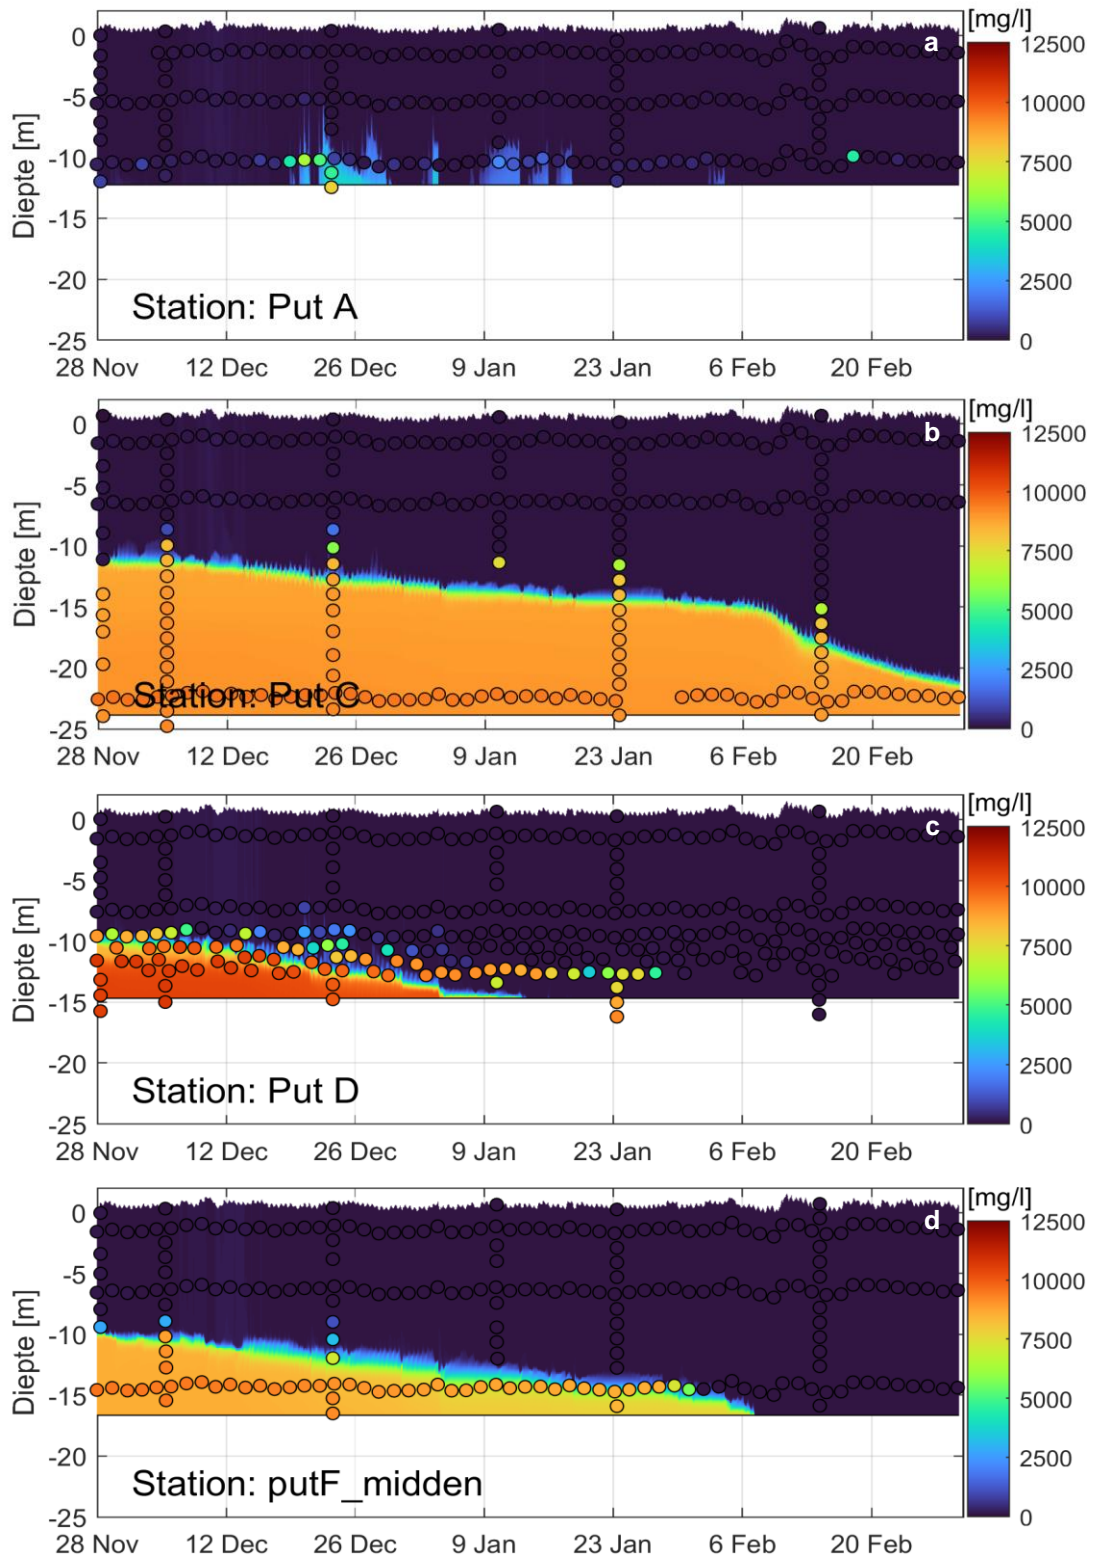 [mg/l]
a
0
-5
-10
-15
-20
-25
Diepte [m]
12500
10000
7500
5000
2500
0
Station: Put A
28 Nov 12 Dec 26 Dec 9 Jan 23 Jan 6 Feb 20 Feb
[mg/l]
b
0
-5
-10
-15
-20
-25
Diepte [m]
12500
10000
7500
5000
2500
0
Station: Put C
28 Nov 12 Dec 26 Dec 9 Jan 23 Jan 6 Feb 20 Feb
[mg/l]
c
0
-5
-10
-15
-20
-25
Diepte [m]
12500
10000
7500
5000
2500
0
Station: Put D
28 Nov 12 Dec 26 Dec 9 Jan 23 Jan 6 Feb 20 Feb
[mg/l]
d
0
-5
-10
-15
-20
-25
Diepte [m]
12500
10000
7500
5000
2500
0
Station: putF_midden
28 Nov 12 Dec 26 Dec 9 Jan 23 Jan 6 Feb 20 Feb